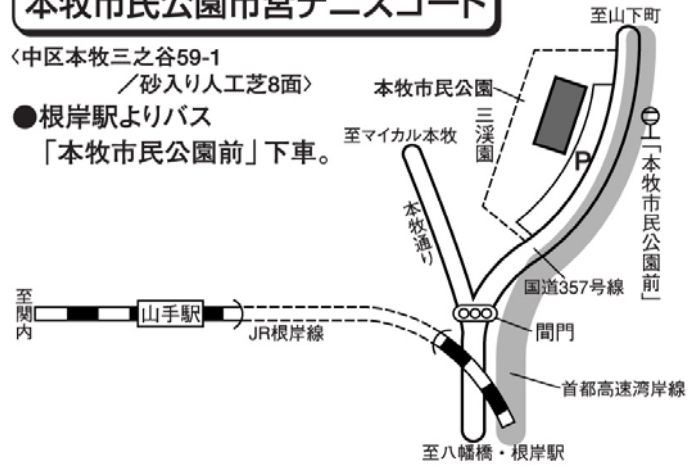 本牧市民公園市営テニスコート
〈中区本牧三之谷59-1
／砂入り人工芝8面〉
●根岸駅よりバス
「本牧市民公園前」下車。
至山下町
本牧市民公園
三溪園
至マイカル本牧
P
「本牧市民公園前」
本牧通り
国道357号線
至関内
山手駅
JR根岸線
間門
首都高速湾岸線
至八幡橋・根岸駅